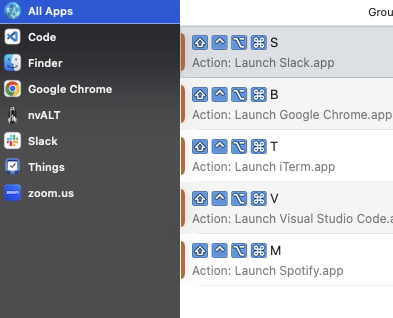 All Apps
Code
Finder
Google Chrome
nvALT
Slack
Things
zoom.us
Grou
⇧ ⌃ ⌥ ⌘ S
Action: Launch Slack.app
⇧ ⌃ ⌥ ⌘ B
Action: Launch Google Chrome.app
⇧ ⌃ ⌥ ⌘ T
Action: Launch iTerm.app
⇧ ⌃ ⌥ ⌘ V
Action: Launch Visual Studio Code.a
⇧ ⌃ ⌥ ⌘ M
Action: Launch Spotify.app